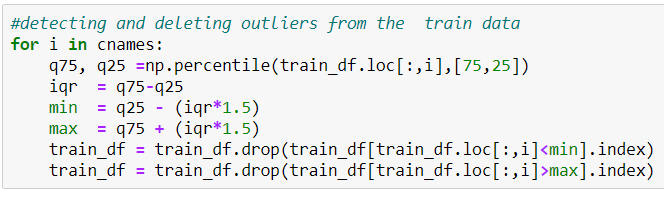 #detecting and deleting outliers from the  train data
for i in cnames:
    q75, q25 =np.percentile(train_df.loc[:,i],[75,25])
    iqr  = q75-q25
    min  = q25 - (iqr*1.5)
    max  = q75 + (iqr*1.5)
    train_df = train_df.drop(train_df[train_df.loc[:,i]<min].index)
    train_df = train_df.drop(train_df[train_df.loc[:,i]>max].index)